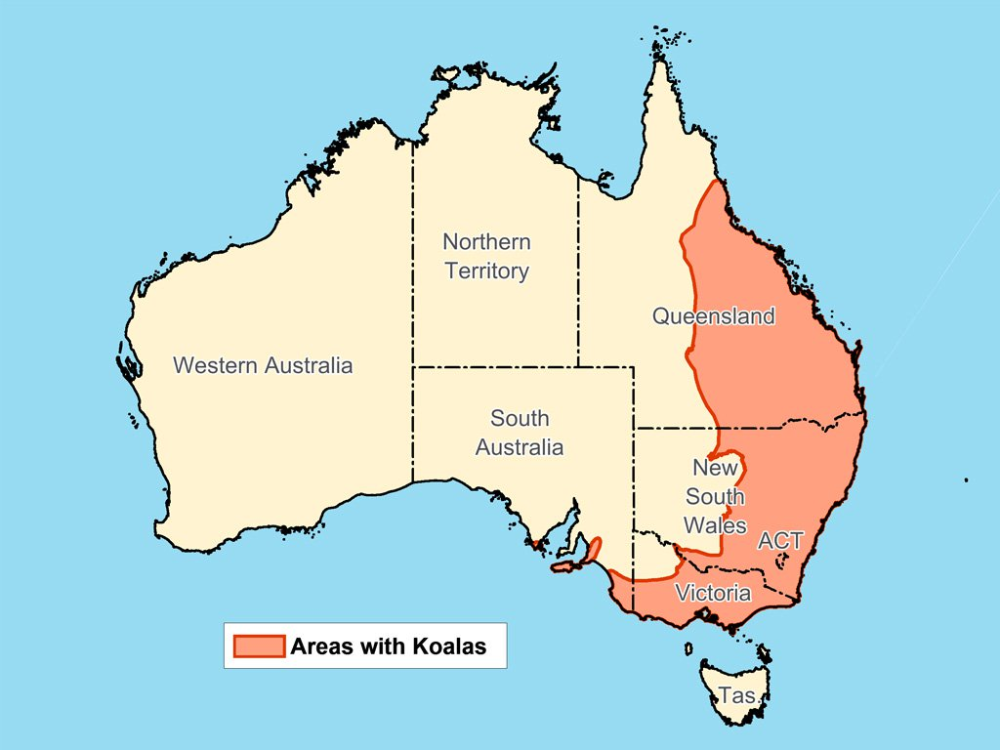 Northern
Territory
Queensland
Western Australia
South
Australia
New
South
Wales
ACT
Victoria
Areas with Koalas
Tas.